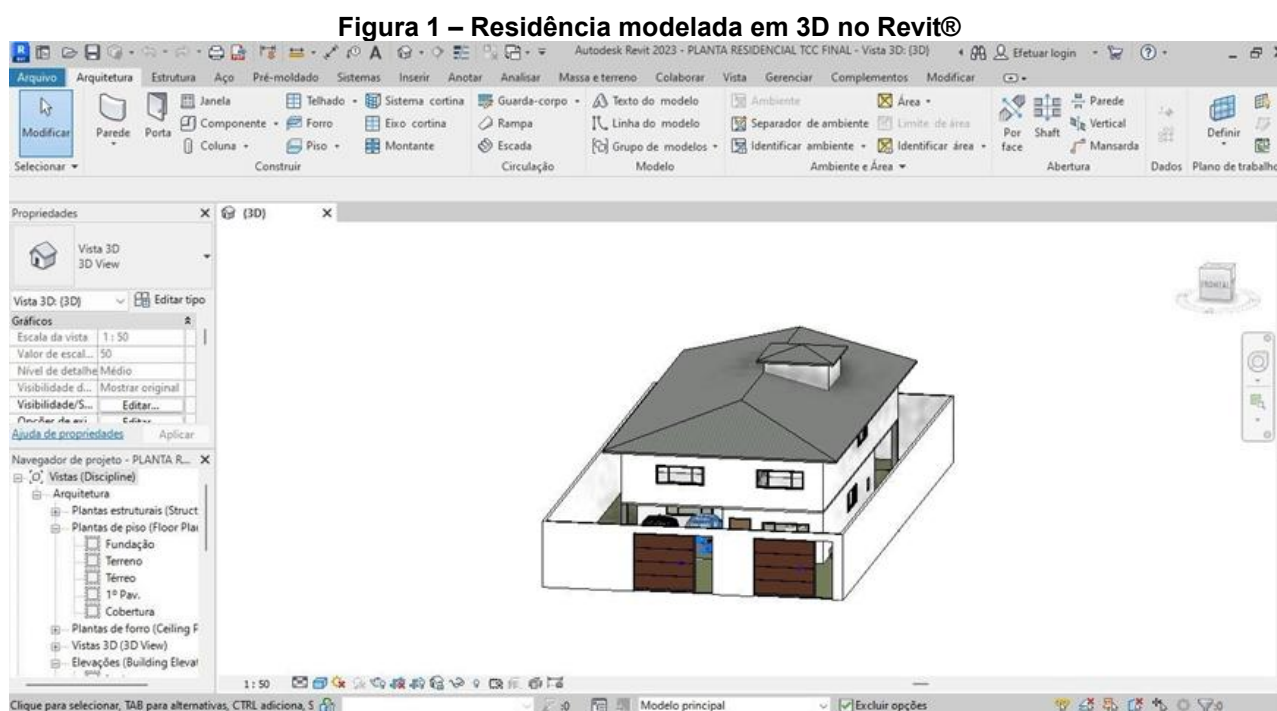 Figura 1 – Residência modelada em 3D no Revit®
Autodesk Revit 2023 - PLANTA RESIDENCIAL TCC FINAL - Vista 3D: {3D}
Efetuar login
Arquivo Arquitetura Estrutura Aço Pré-moldado Sistemas Inserir Anotar Analisar Massa e terreno Colaborar Vista Gerenciar Complementos Modificar
Janela Telhado Sistema cortina Guarda-corpo Texto do modelo Ambiente Área Parede
Modificar Parede Porta Componente Forro Eixo cortina Rampa Linha do modelo Separador de ambiente Limite de área Por face Shaft Vertical Definir
Coluna Piso Montante Escada Grupo de modelos Identificar ambiente Identificar área Mansarda
Selecionar Construir Circulação Modelo Ambiente e Área Abertura Dados Plano de trabalho
Propriedades
{3D}
Vista 3D
3D View
Vista 3D: {3D} Editar tipo
Gráficos
Escala da vista 1 : 50
Valor de escal... 50
Nível de detalhe Médio
Visibilidade d... Mostrar original
Visibilidade/S... Editar...
Opções de exi... Editar...
Ajuda de propriedades Aplicar
FRONTAL
Navegador de projeto - PLANTA R...
Vistas (Discipline)
Arquitetura
Plantas estruturais (Struct
Plantas de piso (Floor Plan
Fundação
Terreno
Térreo
1º Pav.
Cobertura
Plantas de forro (Ceiling P
Vistas 3D (3D View)
Elevações (Building Elevat
1 : 50
Clique para selecionar, TAB para alternativas, CTRL adiciona, S
:0 Modelo principal Excluir opções :0